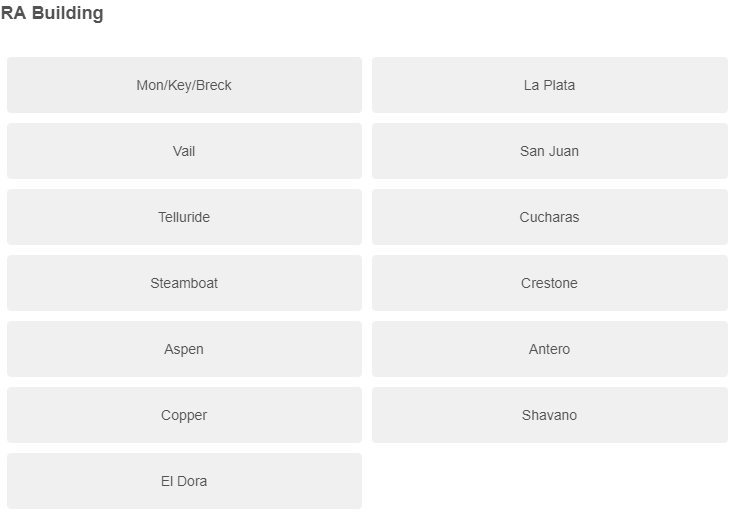 RA Building
Mon/Key/Breck
La Plata
Vail
San Juan
Telluride
Cucharas
Steamboat
Crestone
Aspen
Antero
Copper
Shavano
El Dora